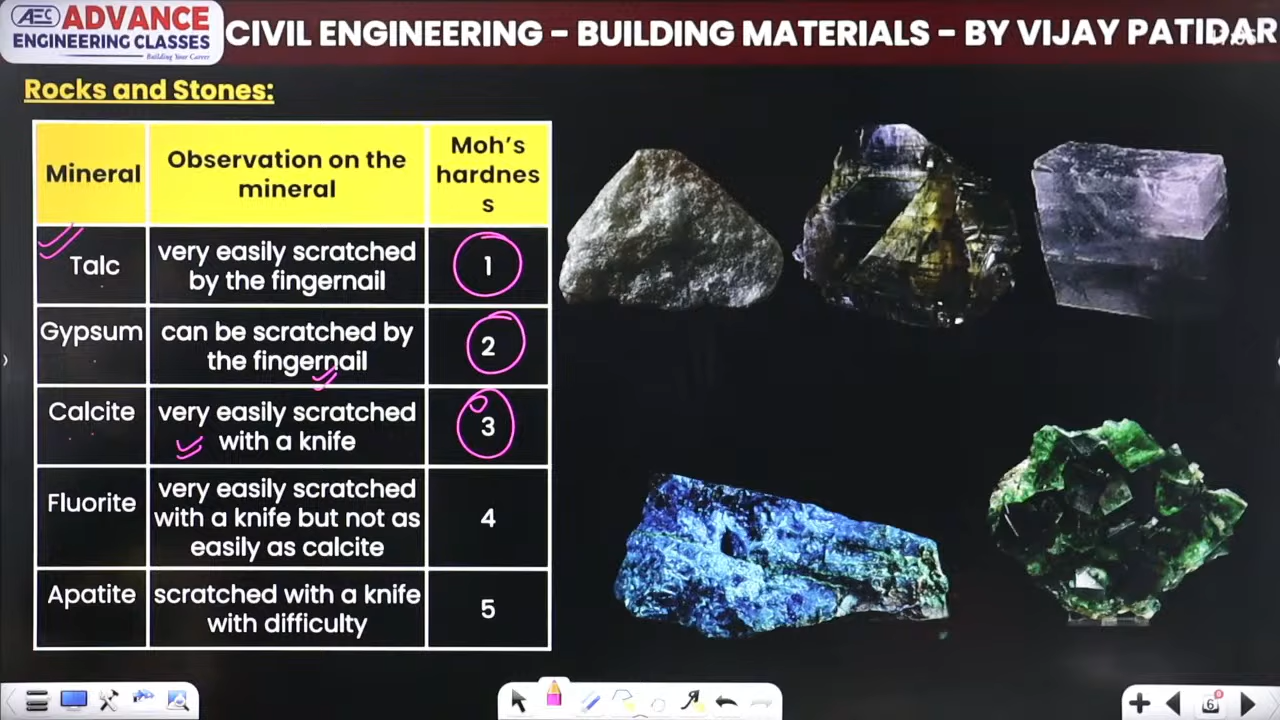 AEC ADVANCE
ENGINEERING CLASSES
Building Your Career
CIVIL ENGINEERING - BUILDING MATERIALS - BY VIJAY PATIDAR
Rocks and Stones:
Mineral
Observation on the
mineral
Moh's
hardnes
s
Talc
very easily scratched
by the fingernail
1
Gypsum
can be scratched by
the fingernail
2
Calcite
very easily scratched
with a knife
3
Fluorite
very easily scratched
with a knife but not as
easily as calcite
4
Apatite
scratched with a knife
with difficulty
5
6